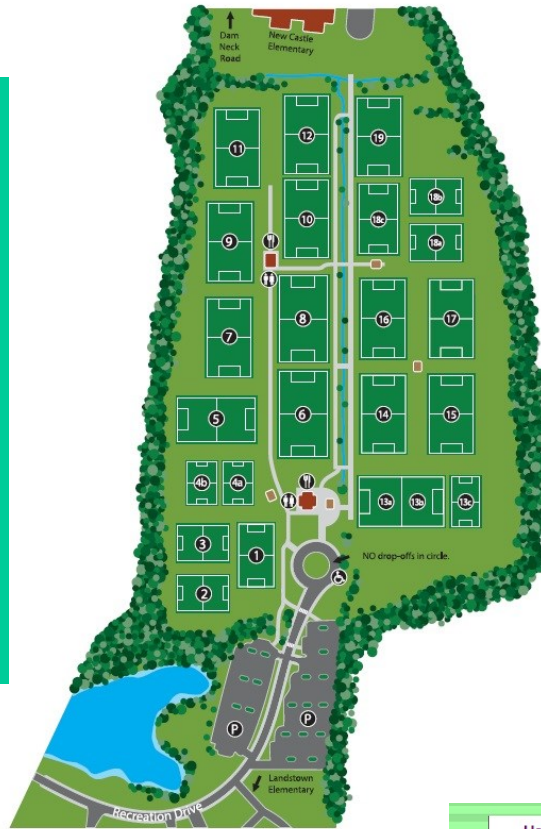 Dam
Neck
Road
New Castle
Elementary
11
12
19
9
10
18c
18b
18a
7
8
16
17
5
6
14
15
4b
4a
13a
13b
13c
3
1
2
NO drop-offs in circle.
P
P
Landstown
Elementary
Recreation Drive